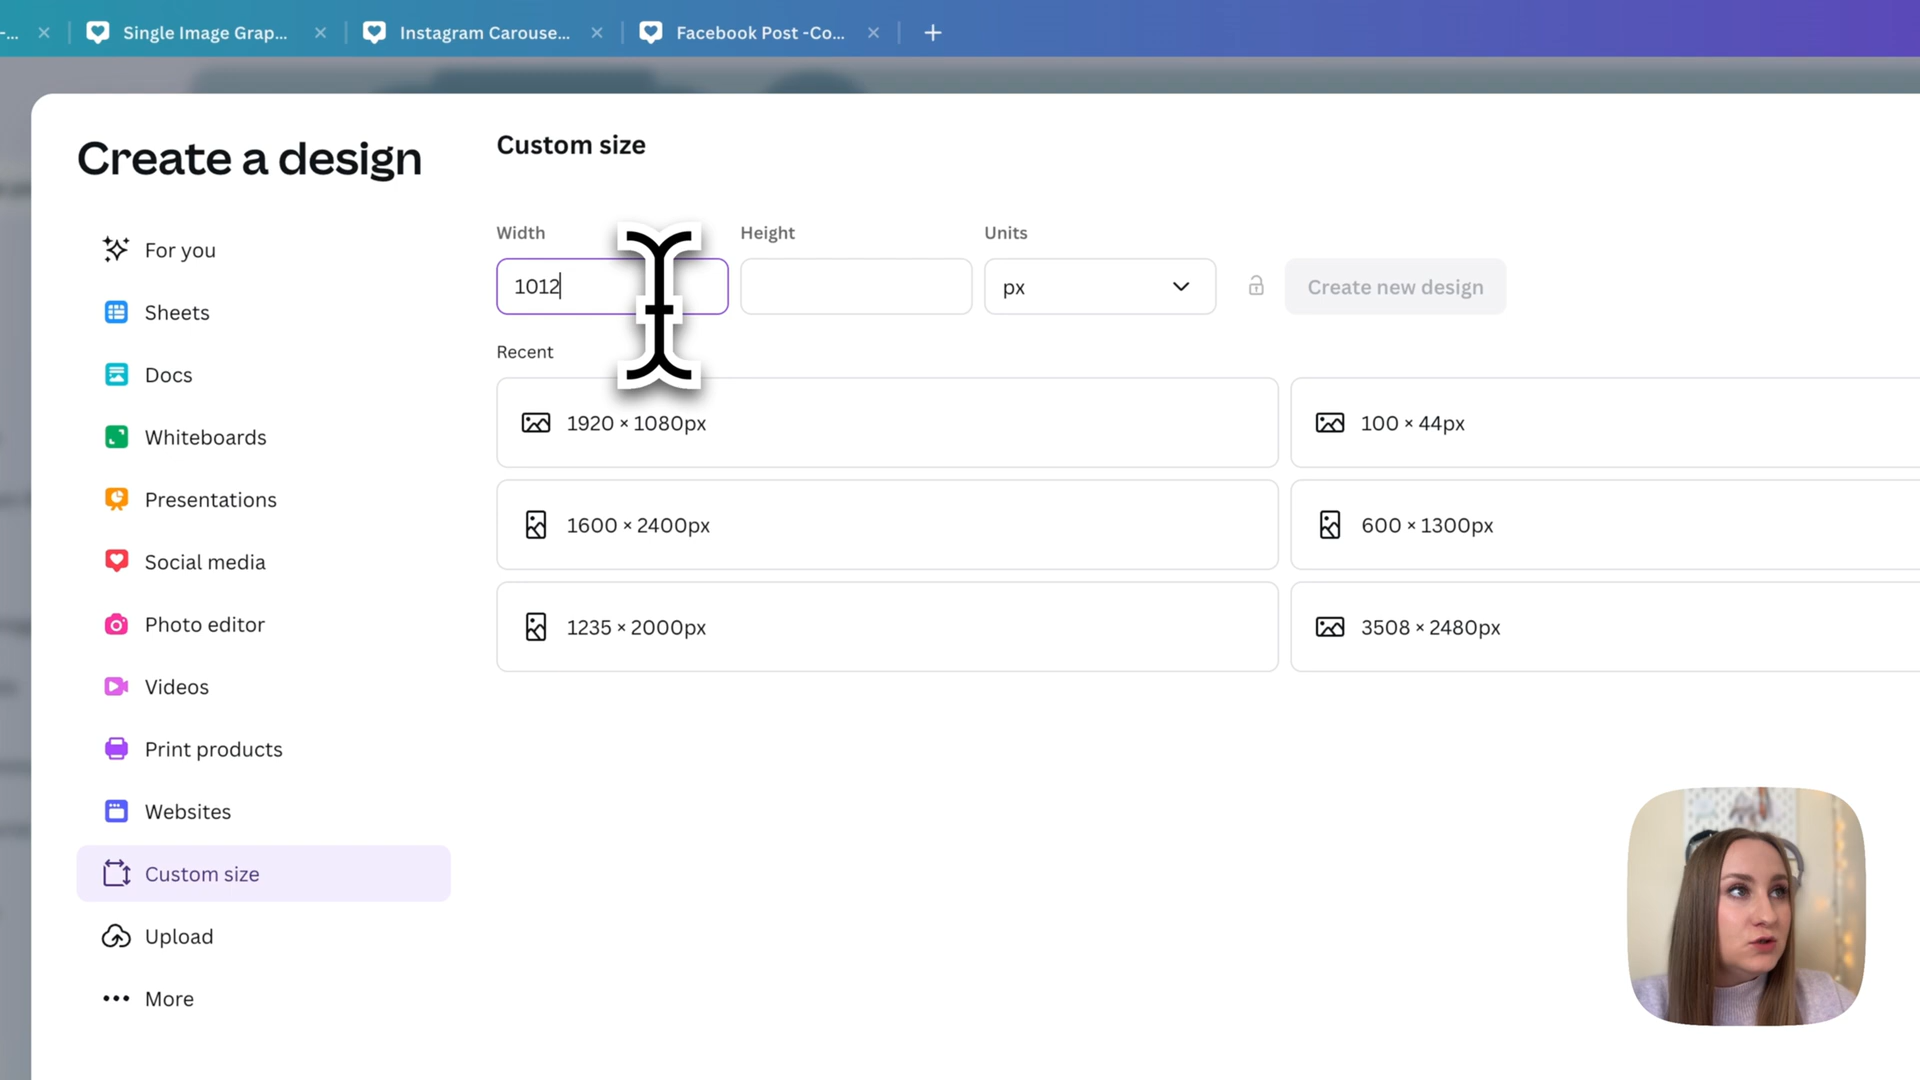 -...
Single Image Grap...
Instagram Carouse...
Facebook Post -Co...
Create a design
For you
Sheets
Docs
Whiteboards
Presentations
Social media
Photo editor
Videos
Print products
Websites
Custom size
Upload
More
Custom size
Width
Height
Units
1012
px
Create new design
Recent
1920 × 1080px
100 × 44px
1600 × 2400px
600 × 1300px
1235 × 2000px
3508 × 2480px